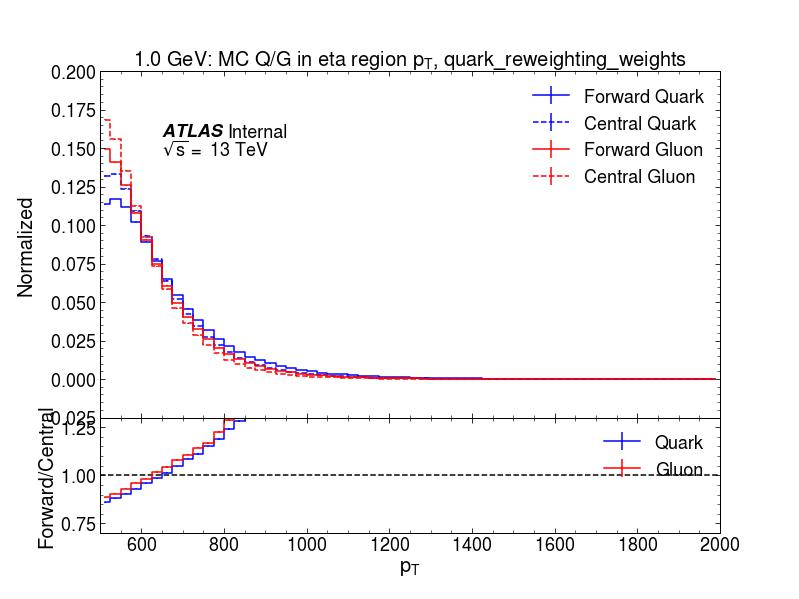 1.0 GeV: MC Q/G in eta region pT, quark_reweighting_weights
0.200
0.175
0.150
0.125
0.100
0.075
0.050
0.025
0.000
0.025
Normalized
ATLAS Internal
√s = 13 TeV
Forward Quark
Central Quark
Forward Gluon
Central Gluon
1.25
1.00
0.75
Forward/Central
Quark
Gluon
600 800 1000 1200 1400 1600 1800 2000
pT